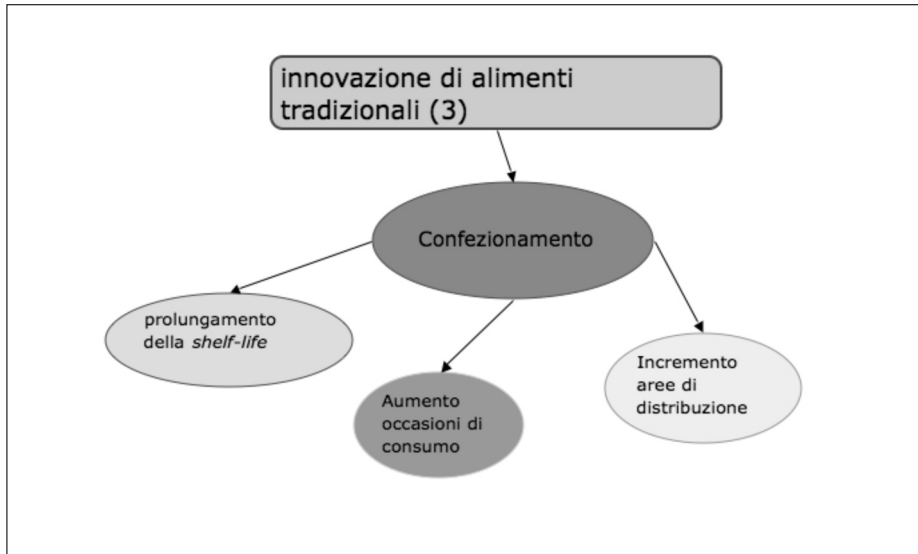 innovazione di alimenti
tradizionali (3)
Confezionamento
prolungamento
della shelf-life
Aumento
occasioni di
consumo
Incremento
aree di
distribuzione